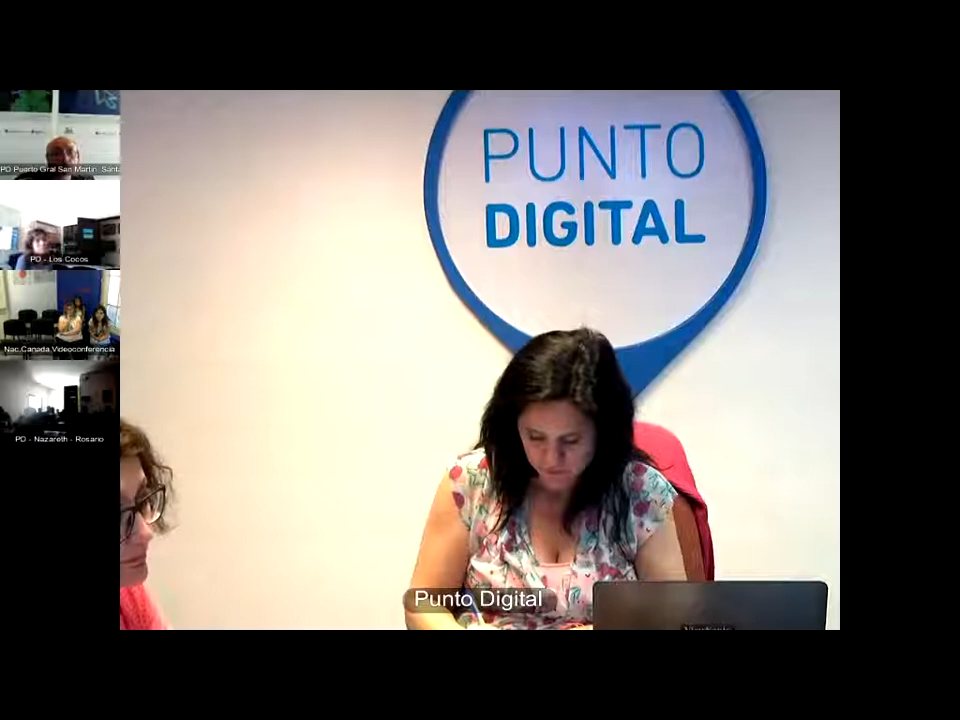 PUNTO
DIGITAL
PD Puerto Gral San Martin Santa
PD - Los Cocos
Nac.Canada.Videoconferencia
PD - Nazareth - Rosario
Punto Digital